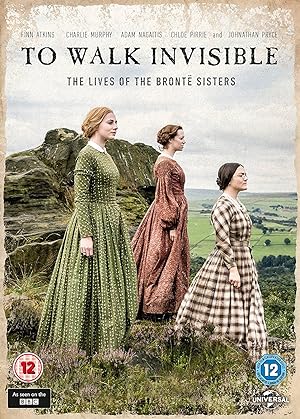 FINN ATKINS CHARLIE MURPHY ADAM NAGAITIS CHLOE PIRRIE and JOHNATHAN PRYCE
TO WALK INVISIBLE
THE LIVES OF THE BRONTË SISTERS
12
As seen on the
BBC
12
UNIVERSAL